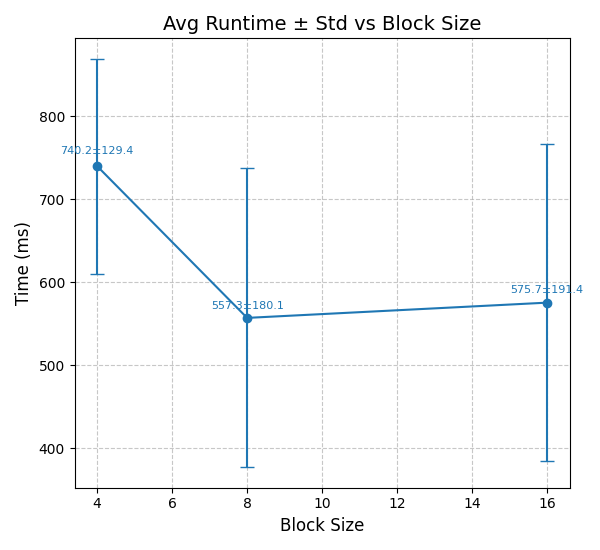 Avg Runtime ± Std vs Block Size
Time (ms)
800
700
600
500
400
740.2±129.4
557.3±180.1
575.7±191.4
4 6 8 10 12 14 16
Block Size